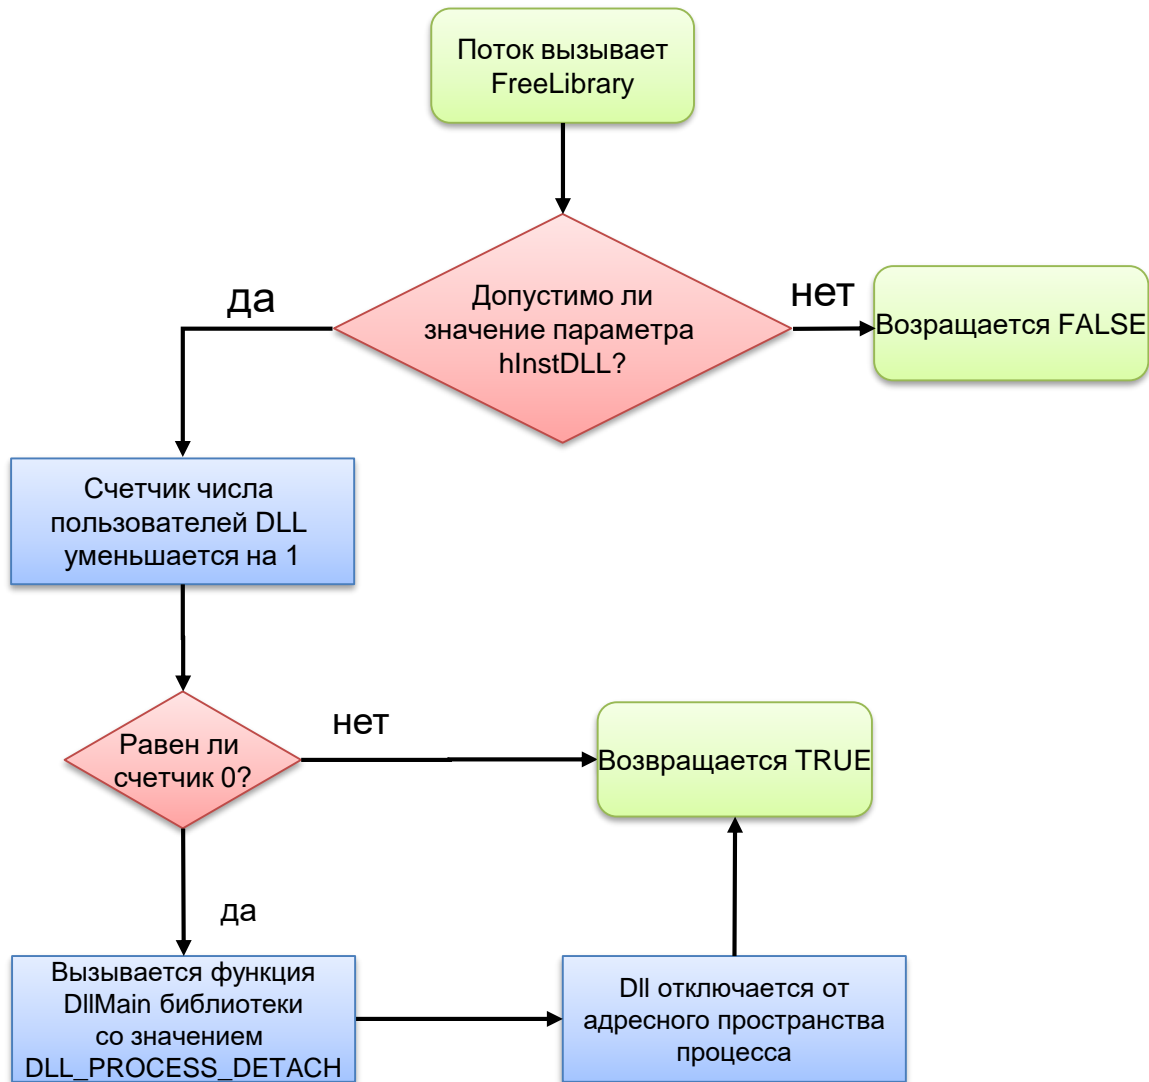 Поток вызывает
FreeLibrary
да
Допустимо ли
значение параметра
hInstDLL?
нет
Возращается FALSE
Счетчик числа
пользователей DLL
уменьшается на 1
Равен ли
счетчик 0?
нет
Возвращается TRUE
да
Вызывается функция
DllMain библиотеки
со значением
DLL_PROCESS_DETACH
Dll отключается от
адресного пространства
процесса